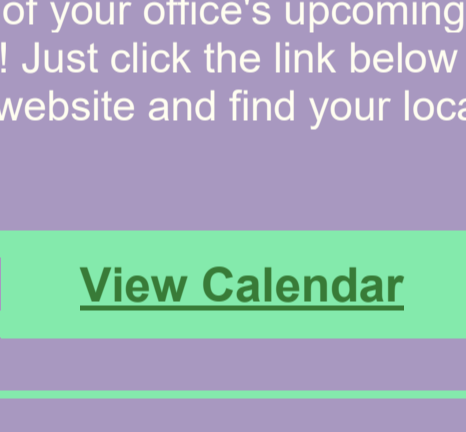 of your office's upcoming
! Just click the link below
website and find your loca
View Calendar